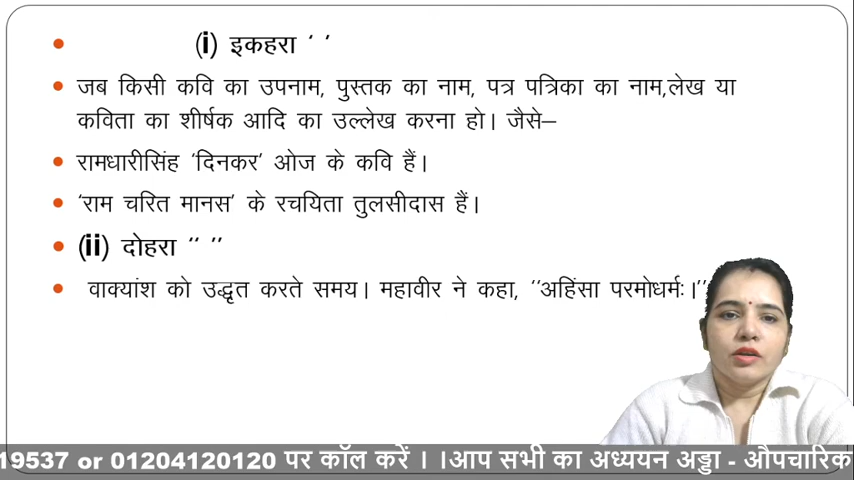 (i) इकहरा ‘ ’
जब किसी कवि का उपनाम, पुस्तक का नाम, पत्र पत्रिका का नाम,लेख या
कविता का शीर्षक आदि का उल्लेख करना हो। जैसे—
रामधारीसिंह ‘दिनकर’ ओज के कवि हैं।
‘राम चरित मानस’ के रचयिता तुलसीदास हैं।
(ii) दोहरा ‘‘ ’’
वाक्यांश को उद्धृत करते समय। महावीर ने कहा, ‘‘अहिंसा परमोधर्मः।’’
19537 or 01204120120 पर कॉल करें । ।आप सभी का अध्ययन अड्डा - औपचारिक